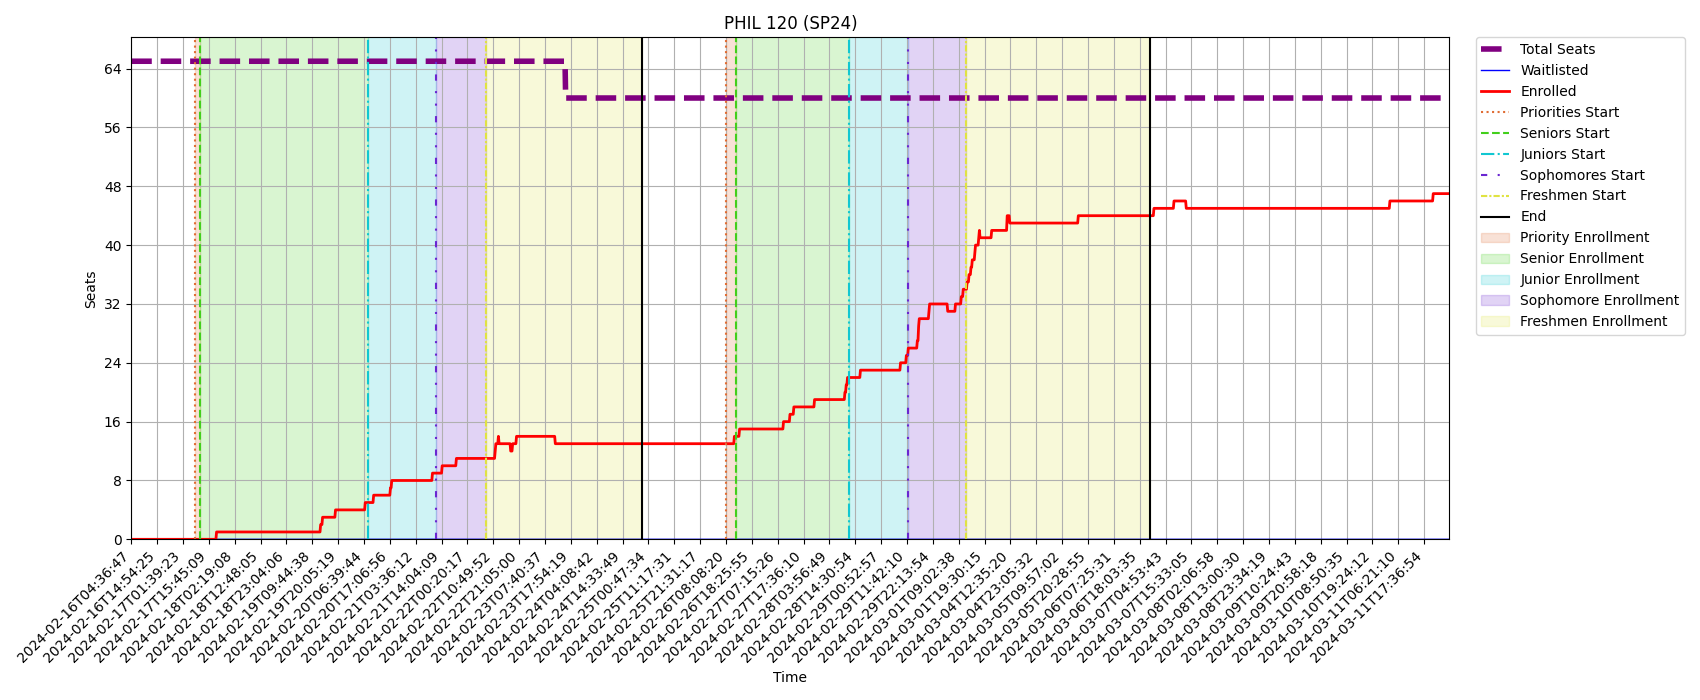 PHIL 120 (SP24)
Seats
64
56
48
40
32
24
16
8
0
2024-02-16T04:36:47
2024-02-16T14:54:25
2024-02-17T01:39:23
2024-02-17T15:45:09
2024-02-18T02:19:08
2024-02-18T12:48:05
2024-02-18T23:04:06
2024-02-19T09:44:38
2024-02-19T20:05:19
2024-02-20T06:39:44
2024-02-20T17:06:56
2024-02-21T03:36:12
2024-02-21T14:04:09
2024-02-22T00:20:17
2024-02-22T10:49:52
2024-02-22T21:05:00
2024-02-23T07:40:37
2024-02-23T17:54:19
2024-02-24T04:08:42
2024-02-24T14:33:49
2024-02-25T00:47:34
2024-02-25T11:17:31
2024-02-25T21:31:17
2024-02-26T08:08:20
2024-02-26T18:25:55
2024-02-27T07:15:26
2024-02-27T17:36:10
2024-02-28T03:56:49
2024-02-28T14:30:54
2024-02-29T00:52:57
2024-02-29T11:42:10
2024-02-29T22:13:54
2024-03-01T09:02:38
2024-03-01T19:30:15
2024-03-04T12:35:20
2024-03-04T23:05:32
2024-03-05T09:57:02
2024-03-05T20:28:55
2024-03-06T07:25:31
2024-03-06T18:03:35
2024-03-07T04:53:43
2024-03-07T15:33:05
2024-03-08T02:06:58
2024-03-08T13:00:30
2024-03-08T23:34:19
2024-03-09T10:24:43
2024-03-09T20:58:18
2024-03-10T08:50:35
2024-03-10T19:24:12
2024-03-11T06:21:10
2024-03-11T17:36:54
Time
Total Seats
Waitlisted
Enrolled
Priorities Start
Seniors Start
Juniors Start
Sophomores Start
Freshmen Start
End
Priority Enrollment
Senior Enrollment
Junior Enrollment
Sophomore Enrollment
Freshmen Enrollment